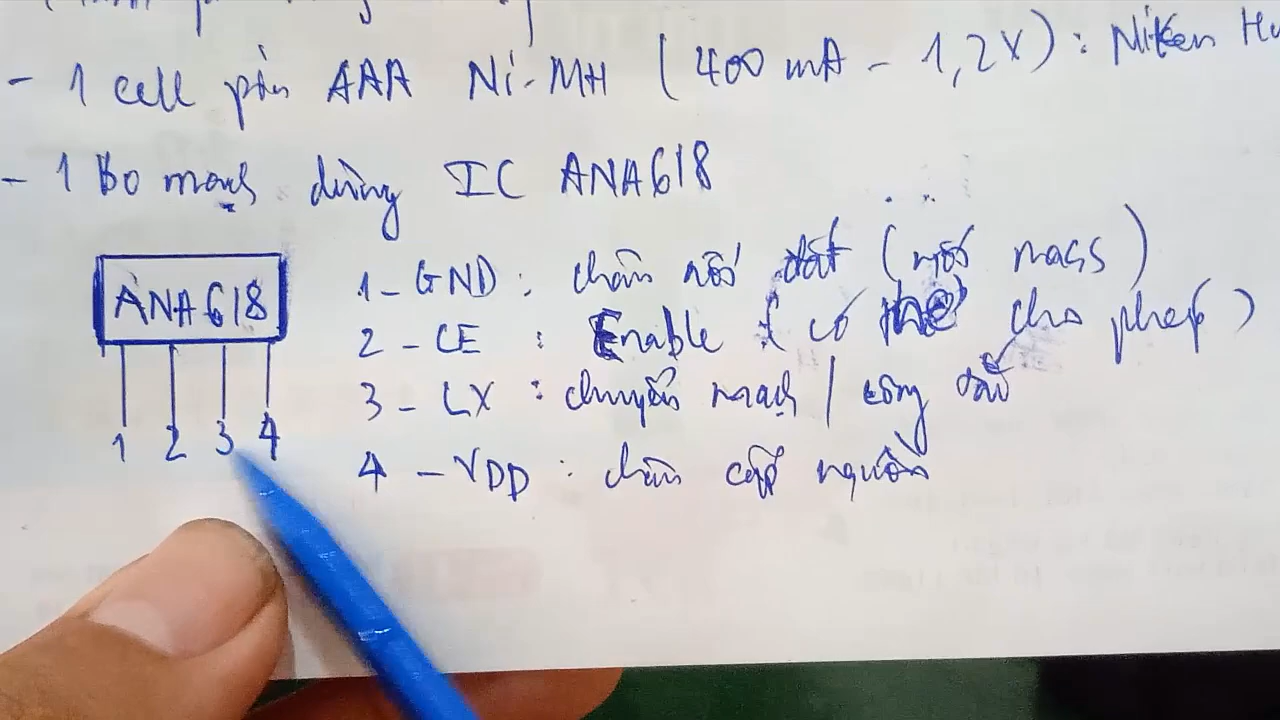 - 1 cell pin AAA Ni-MH (400 mA - 1,2V): Niken
- 1 Bo mạch dùng IC ANA618
ANA618
1 2 3 4
1 - GND : chân nối đất (nối mass)
2 - CE : Enable ( có thể cho phép)
3 - LX : chuyển mạch / công tắc
4 - VDD : chân cấp nguồn